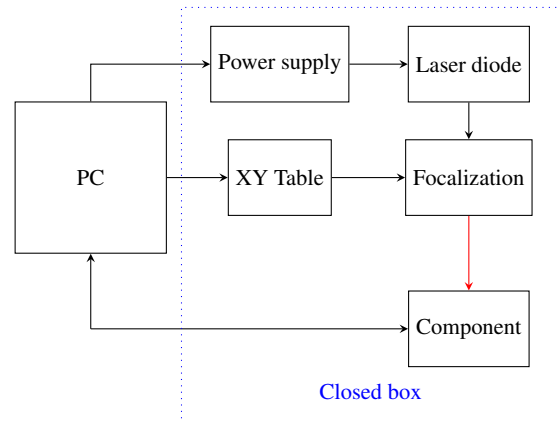 Power supply
Laser diode
PC
XY Table
Focalization
Component
Closed box